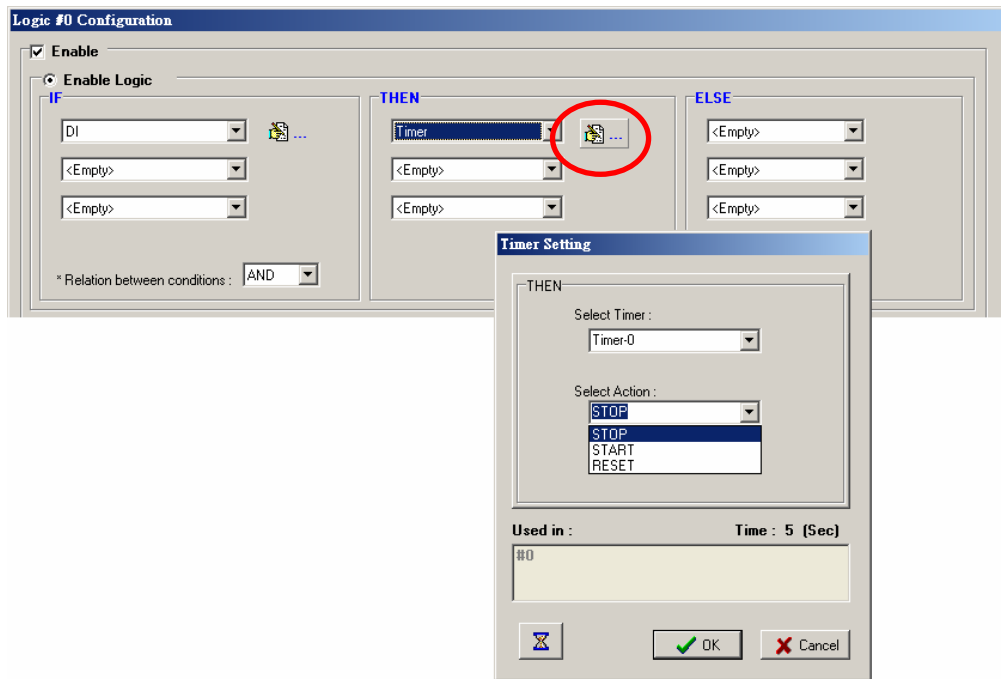 Logic #0 Configuration
Enable
Enable Logic
IF
THEN
ELSE
DI
...
Timer
...
<Empty>
<Empty>
<Empty>
<Empty>
<Empty>
<Empty>
<Empty>
* Relation between conditions :
AND
Timer Setting
THEN
Select Timer :
Timer-0
Select Action :
STOP
STOP
START
RESET
Used in :
Time : 5 (Sec)
#0
OK
Cancel